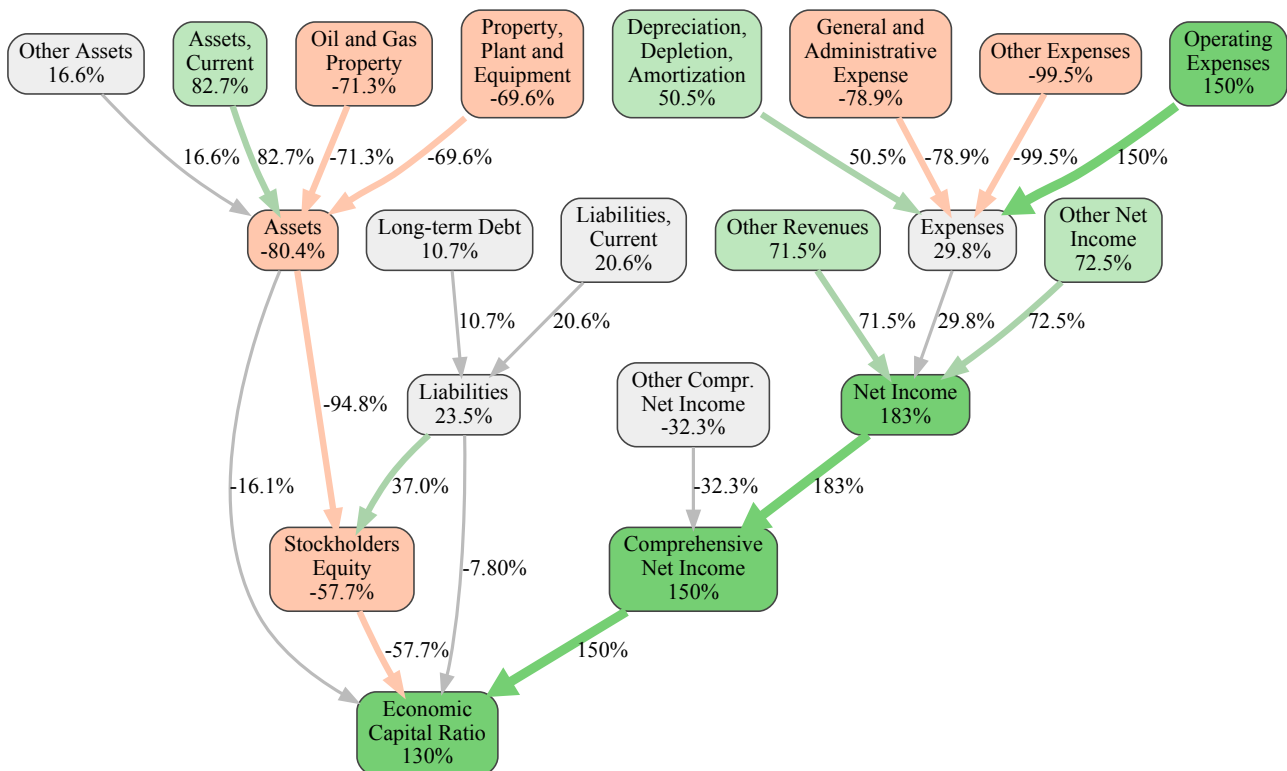 Other Assets
16.6%
Assets,
Current
82.7%
Oil and Gas
Property
-71.3%
Property,
Plant and
Equipment
-69.6%
Depreciation,
Depletion,
Amortization
50.5%
General and
Administrative
Expense
-78.9%
Other Expenses
-99.5%
Operating
Expenses
150%
16.6%
82.7%
-71.3%
-69.6%
50.5%
-78.9%
-99.5%
150%
Assets
-80.4%
Long-term Debt
10.7%
Liabilities,
Current
20.6%
Other Revenues
71.5%
Expenses
29.8%
Other Net
Income
72.5%
10.7%
20.6%
71.5%
29.8%
72.5%
-94.8%
Liabilities
23.5%
Other Compr.
Net Income
-32.3%
Net Income
183%
-16.1%
37.0%
-7.80%
-32.3%
183%
Stockholders
Equity
-57.7%
Comprehensive
Net Income
150%
-57.7%
150%
Economic
Capital Ratio
130%